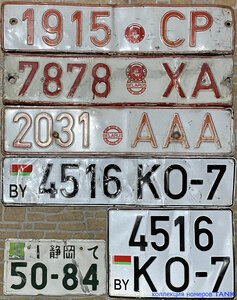 1915 CP
7878 XA
2031 AAA
BY 4516 KO-7
静岡 て
50-84
4516
BY KO-7
коллекция номеров TANK